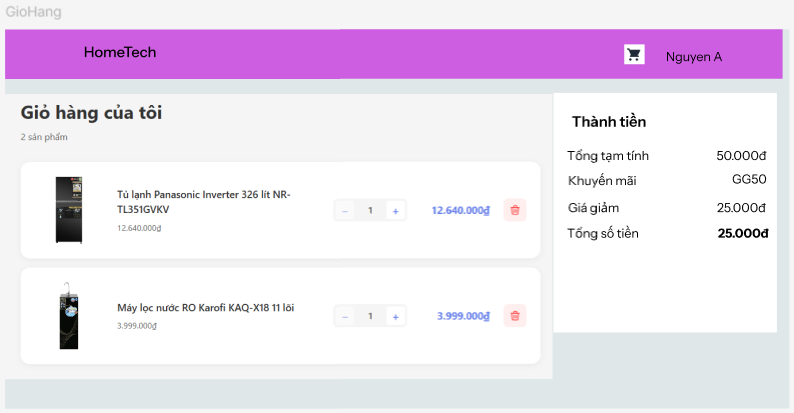 GioHang
HomeTech
Nguyen A
Giỏ hàng của tôi
2 sản phẩm
Tủ lạnh Panasonic Inverter 326 lít NR-
TL351GVKV
12.640.000₫
− 1 +
12.640.000₫
Máy lọc nước RO Karofi KAQ-X18 11 lõi
3.999.000₫
− 1 +
3.999.000₫
Thành tiền
Tổng tạm tính 50.000đ
Khuyến mãi GG50
Giá giảm 25.000đ
Tổng số tiền 25.000đ